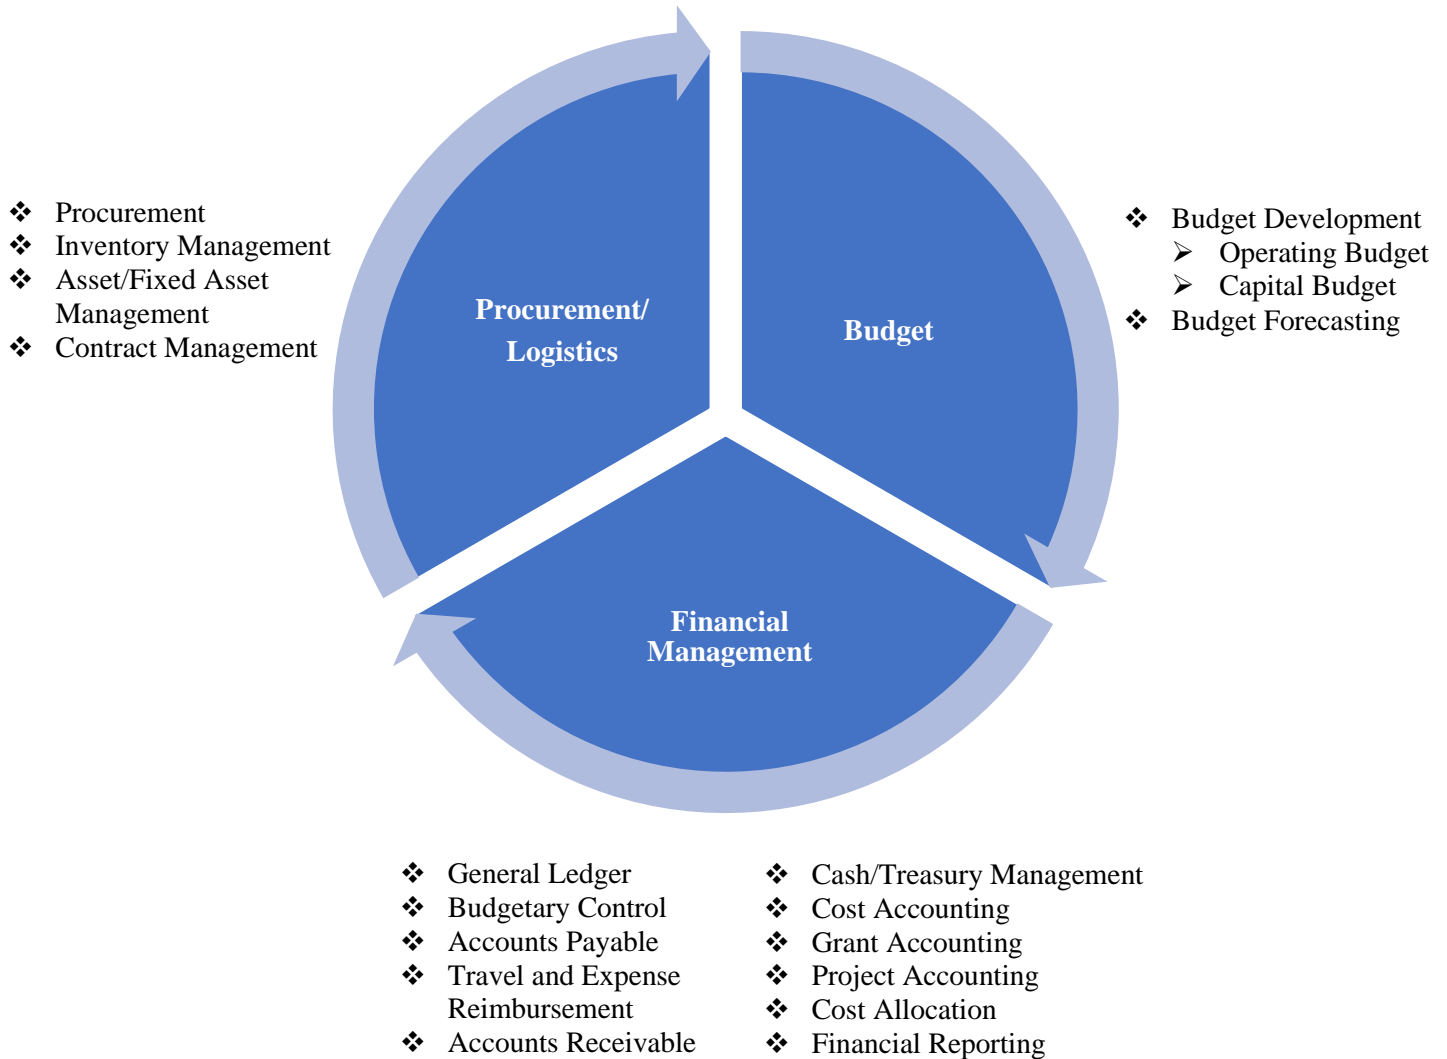 Procurement
Inventory Management
Asset/Fixed Asset
Management
Contract Management
Procurement/
Logistics
Budget
Budget Development
Operating Budget
Capital Budget
Budget Forecasting
Financial
Management
General Ledger
Budgetary Control
Accounts Payable
Travel and Expense
Reimbursement
Accounts Receivable
Cash/Treasury Management
Cost Accounting
Grant Accounting
Project Accounting
Cost Allocation
Financial Reporting